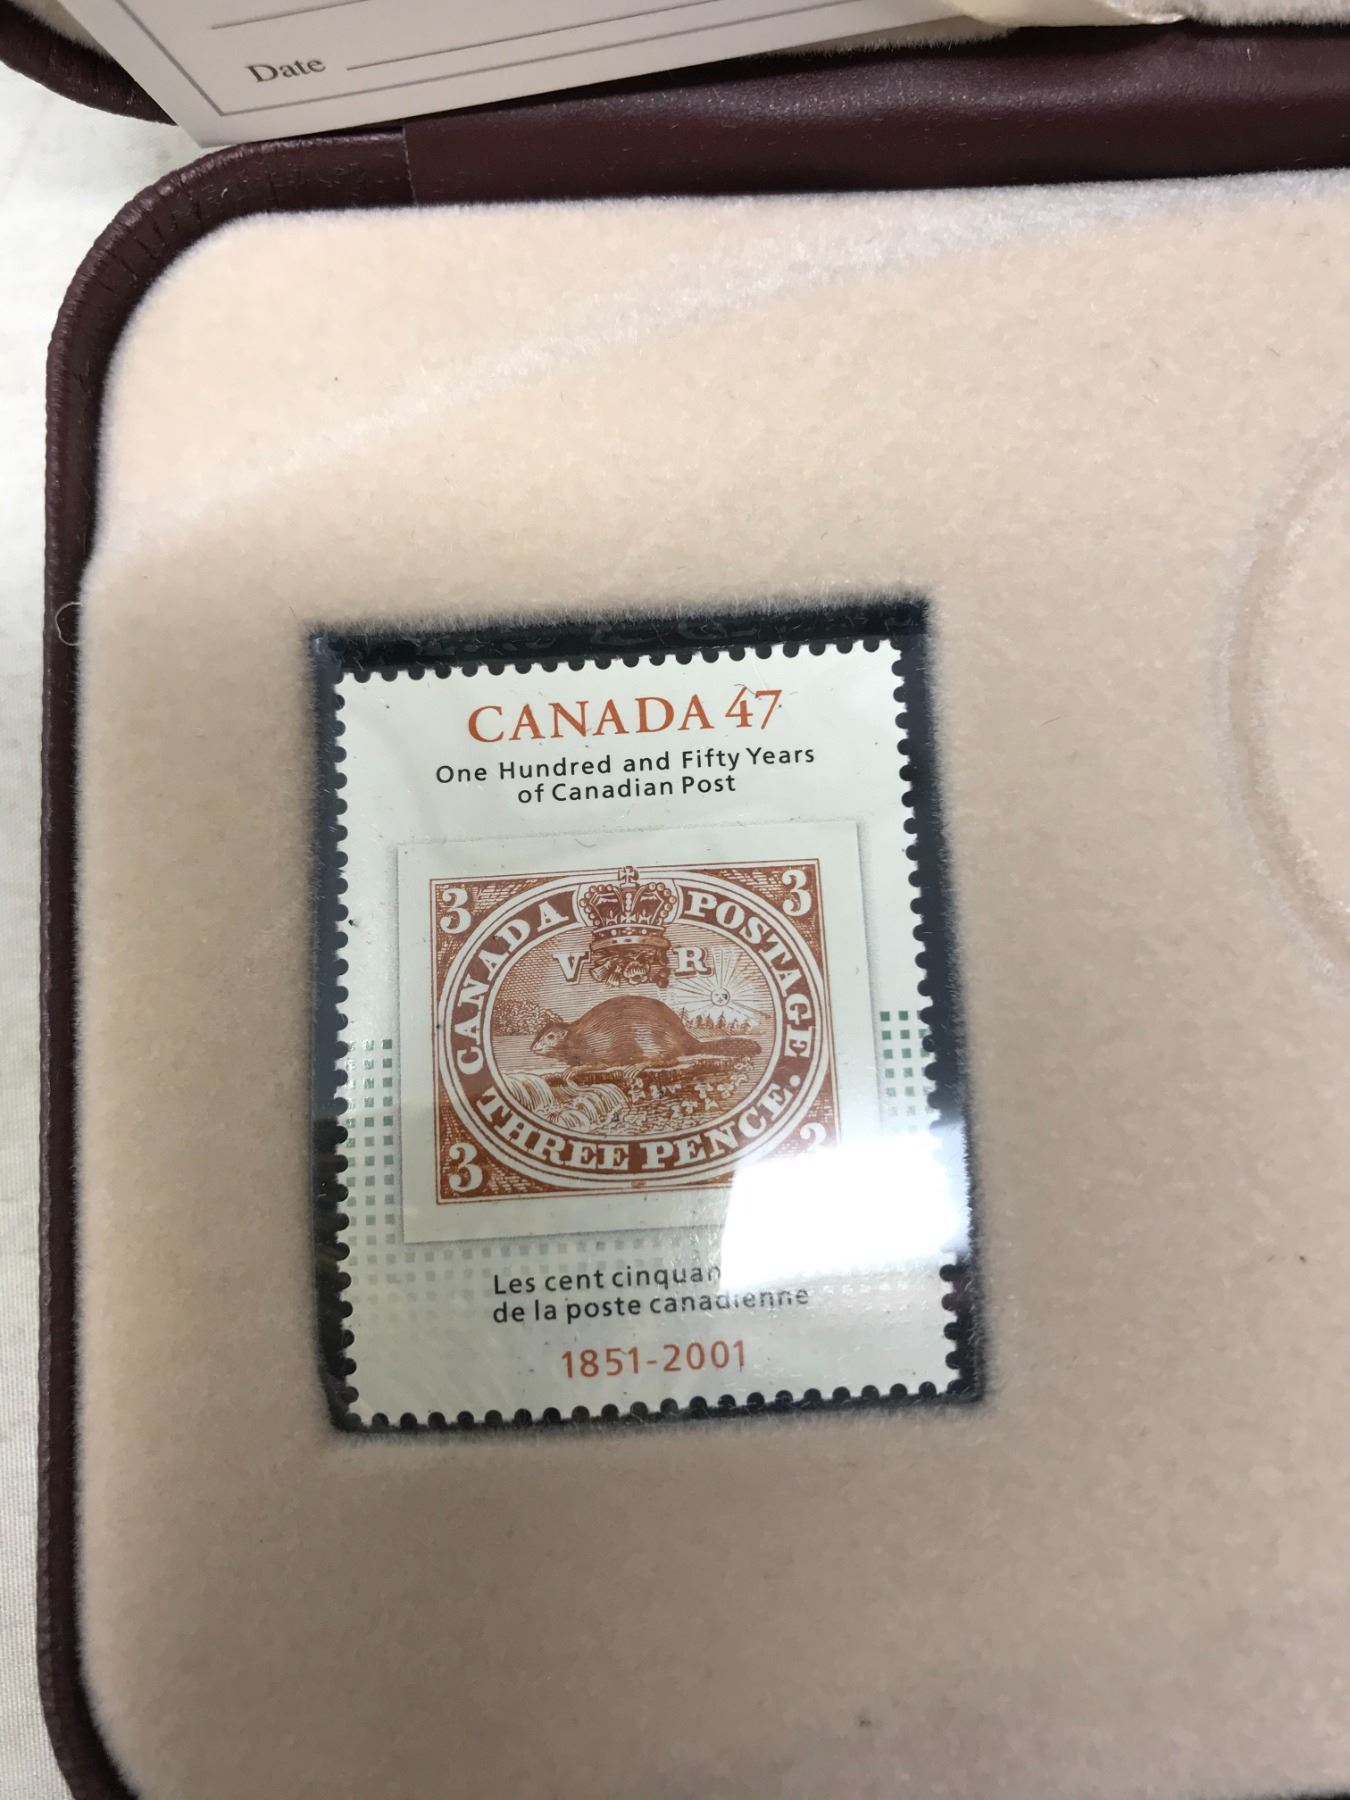 Date
CANADA 47
One Hundred and Fifty Years
of Canadian Post
3 3
CANADA POSTAGE
V R
THREE PENCE.
3 3
Les cent
de la poste canadienne
1851-2001